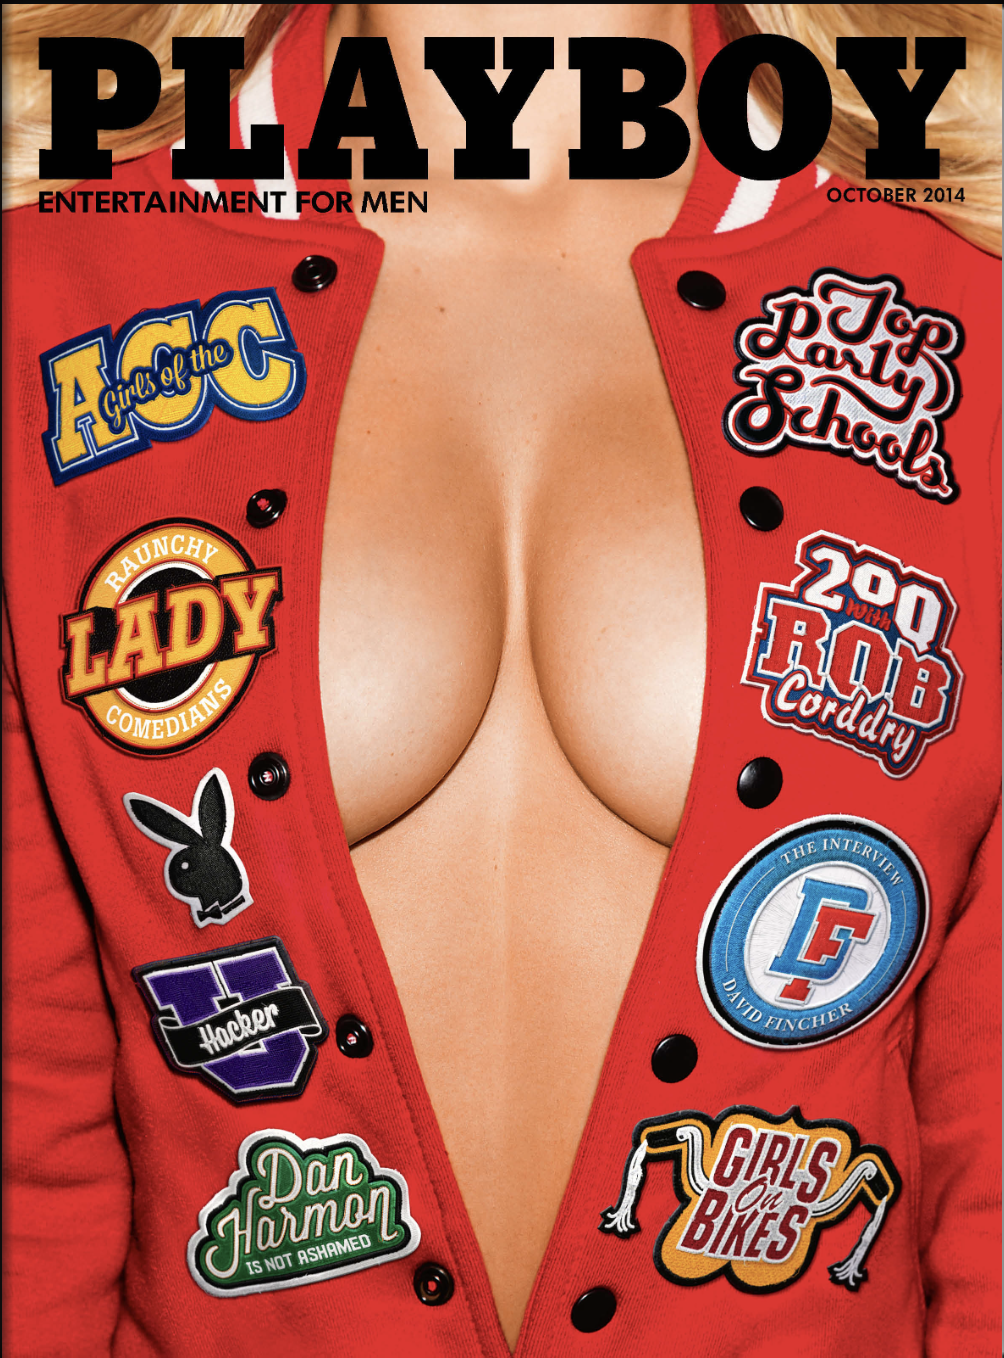 PLAYBOY
ENTERTAINMENT FOR MEN
OCTOBER 2014
ACC
Girls of the
Top
Party
Schools
RAUNCHY
LADY
COMEDIANS
20Q
With
ROB
Corddry
THE INTERVIEW
DF
DAVID FINCHER
U
Hacker
Dan
Harmon
IS NOT ASHAMED
GIRLS
On
BIKES